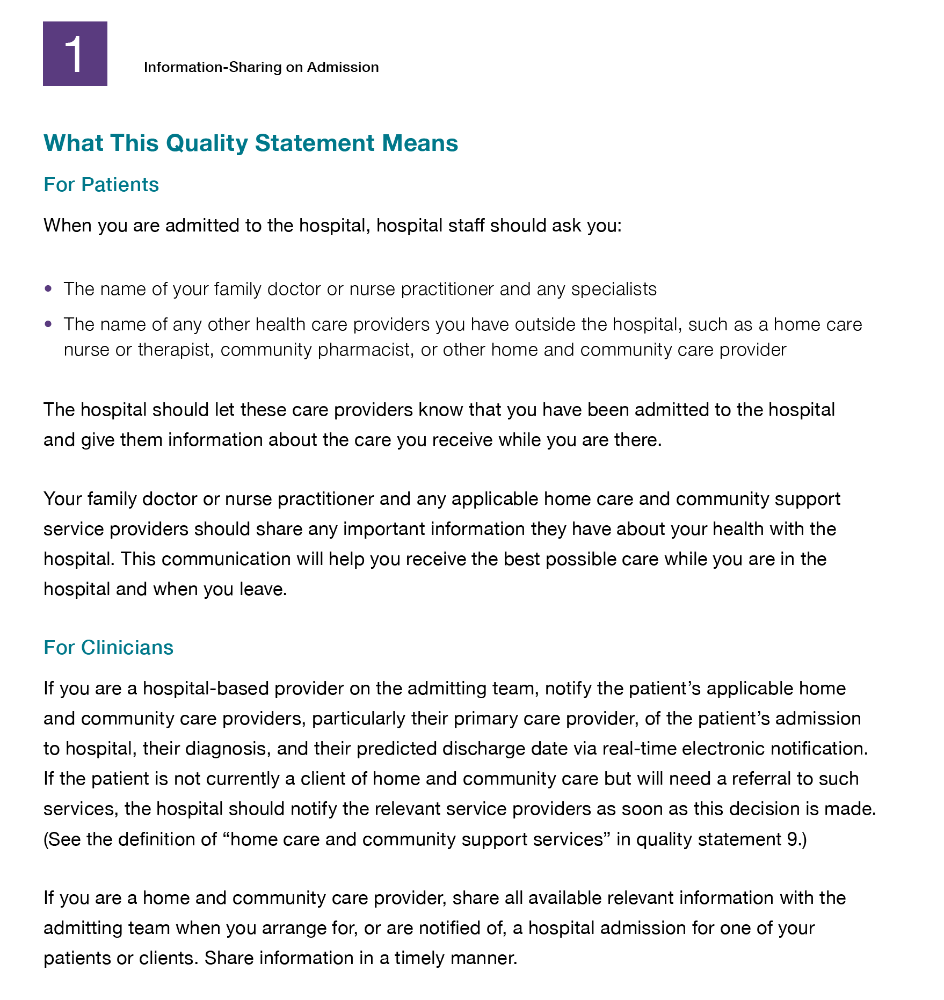 1
Information-Sharing on Admission
What This Quality Statement Means
For Patients
When you are admitted to the hospital, hospital staff should ask you:
• The name of your family doctor or nurse practitioner and any specialists
• The name of any other health care providers you have outside the hospital, such as a home care
nurse or therapist, community pharmacist, or other home and community care provider
The hospital should let these care providers know that you have been admitted to the hospital
and give them information about the care you receive while you are there.
Your family doctor or nurse practitioner and any applicable home care and community support
service providers should share any important information they have about your health with the
hospital. This communication will help you receive the best possible care while you are in the
hospital and when you leave.
For Clinicians
If you are a hospital-based provider on the admitting team, notify the patient’s applicable home
and community care providers, particularly their primary care provider, of the patient’s admission
to hospital, their diagnosis, and their predicted discharge date via real-time electronic notification.
If the patient is not currently a client of home and community care but will need a referral to such
services, the hospital should notify the relevant service providers as soon as this decision is made.
(See the definition of “home care and community support services” in quality statement 9.)
If you are a home and community care provider, share all available relevant information with the
admitting team when you arrange for, or are notified of, a hospital admission for one of your
patients or clients. Share information in a timely manner.